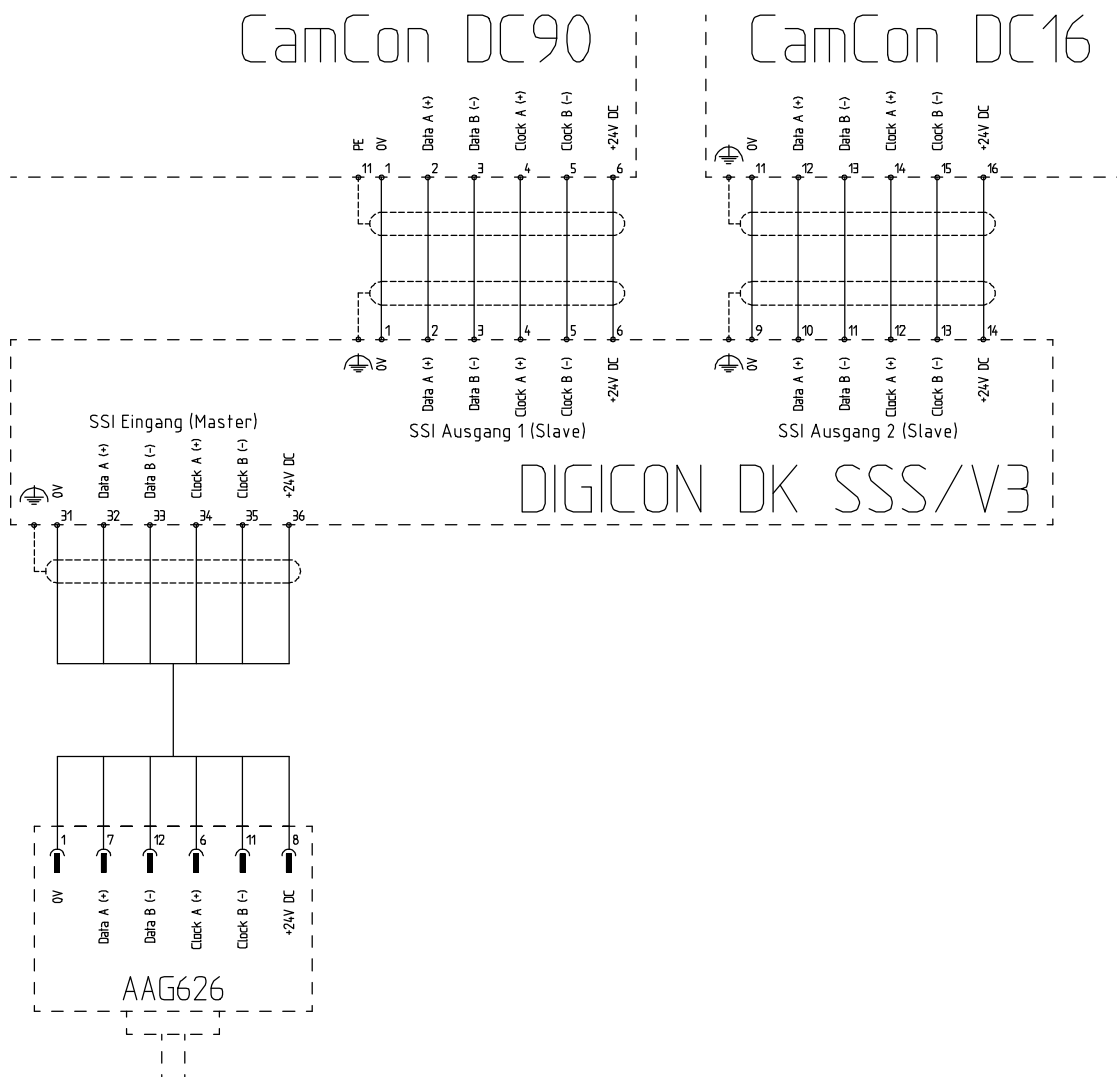 CamCon DC90
CamCon DC16
PE
0V
Data A (+)
Data B (-)
Clock A (+)
Clock B (-)
+24V DC
0V
Data A (+)
Data B (-)
Clock A (+)
Clock B (-)
+24V DC
11 1 2 3 4 5 6
11 12 13 14 15 16
1 2 3 4 5 6
9 10 11 12 13 14
0V
Data A (+)
Data B (-)
Clock A (+)
Clock B (-)
+24V DC
0V
Data A (+)
Data B (-)
Clock A (+)
Clock B (-)
+24V DC
SSI Eingang (Master)
SSI Ausgang 1 (Slave)
SSI Ausgang 2 (Slave)
DIGICON DK SSS/V3
0V
Data A (+)
Data B (-)
Clock A (+)
Clock B (-)
+24V DC
31 32 33 34 35 36
1 7 12 6 11 8
0V
Data A (+)
Data B (-)
Clock A (+)
Clock B (-)
+24V DC
AAG626